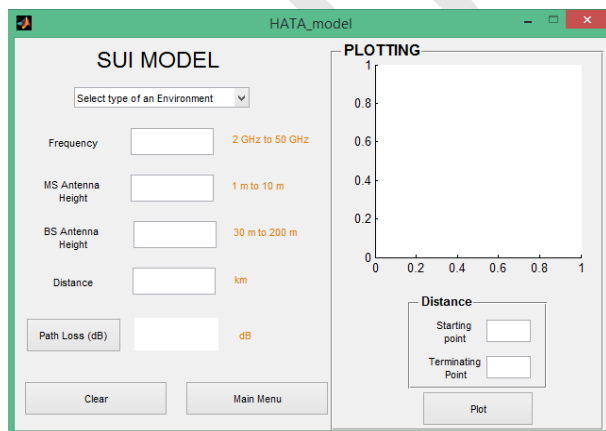 HATA_model
SUI MODEL
Select type of an Environment
Frequency
2 GHz to 50 GHz
MS Antenna
Height
1 m to 10 m
BS Antenna
Height
30 m to 200 m
Distance
km
Path Loss (dB)
dB
Clear
Main Menu
PLOTTING
1
0.8
0.6
0.4
0.2
0
0 0.2 0.4 0.6 0.8 1
Distance
Starting
point
Terminating
Point
Plot